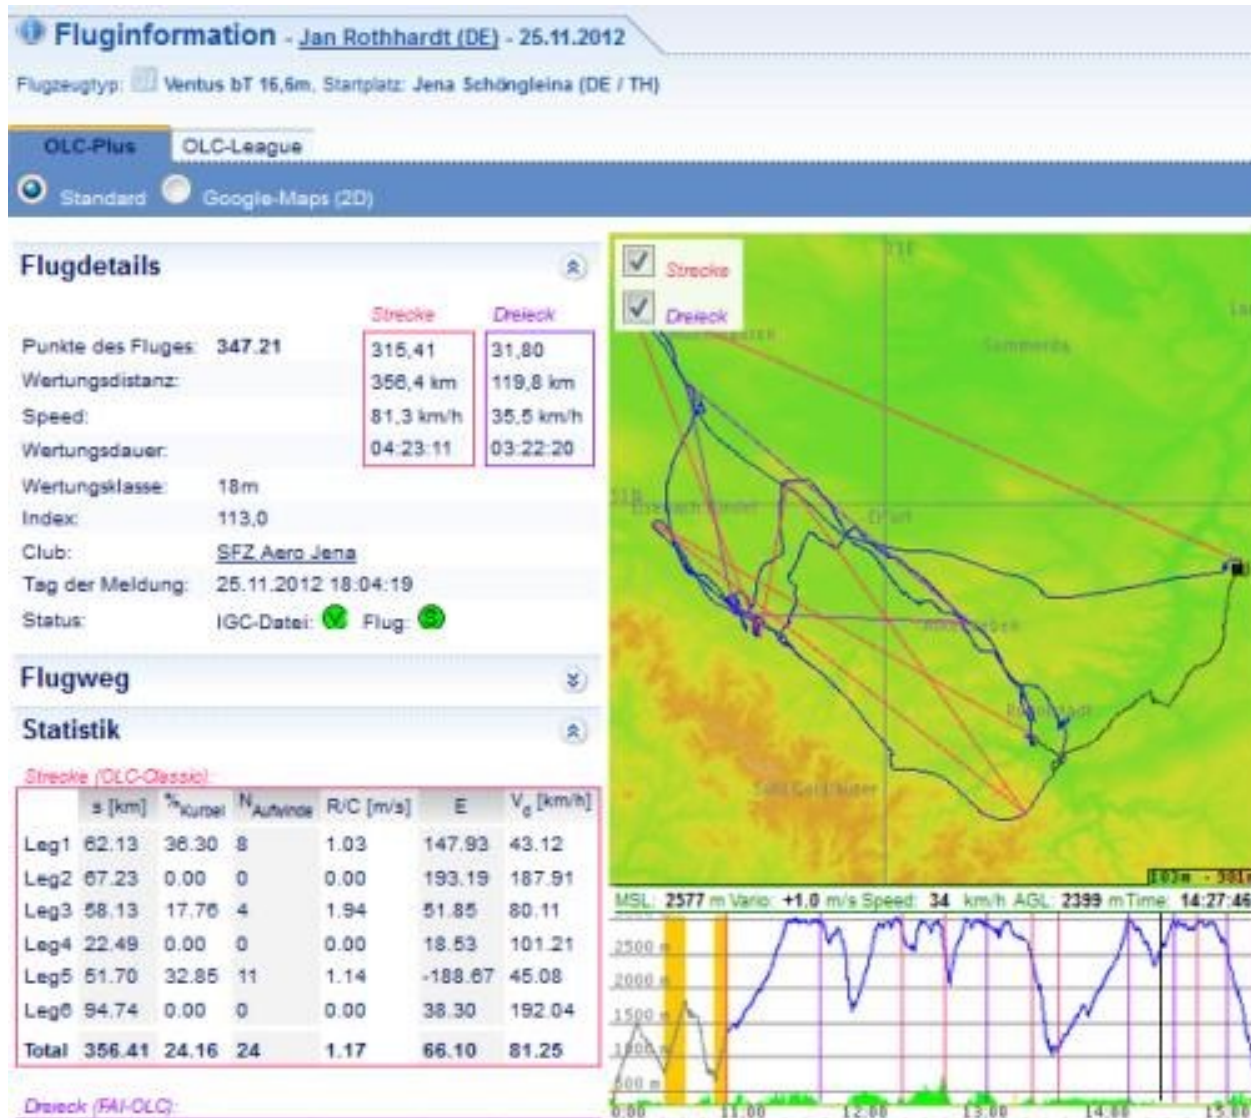 Fluginformation - Jan Rothhardt (DE) - 25.11.2012
Flugzeugtyp: Ventus bT 16,6m, Startplatz: Jena Schöngleina (DE / TH)
OLC-Plus OLC-League
Standard Google-Maps (2D)
Flugdetails
Strecke Dreieck
Punkte des Fluges: 347.21 315,41 31,80
Wertungsdistanz: 356,4 km 119,8 km
Speed: 81,3 km/h 35,5 km/h
Wertungsdauer: 04:23:11 03:22:20
Wertungsklasse: 18m
Index: 113,0
Club: SFZ Aero Jena
Tag der Meldung: 25.11.2012 18:04:19
Status: IGC-Datei: V Flug: S
Flugweg
Statistik
Strecke (OLC-Classic):
s [km] %Kurbel NAufwinde R/C [m/s] E Vd [km/h]
Leg1 62.13 36.30 8 1.03 147.93 43.12
Leg2 67.23 0.00 0 0.00 193.19 187.91
Leg3 58.13 17.76 4 1.94 51.85 80.11
Leg4 22.49 0.00 0 0.00 18.53 101.21
Leg5 51.70 32.85 11 1.14 -188.67 45.08
Leg6 94.74 0.00 0 0.00 38.30 192.04
Total 356.41 24.16 24 1.17 66.10 81.25
Dreieck (FAI-OLC):
Strecke
Dreieck
11E
Sömmerda
51N
Erfurt
Rudolstadt
MSL: 2577 m Vario: +1.0 m/s Speed: 34 km/h AGL: 2399 m Time: 14:27:46
2500 m
2000 m
1500 m
1000 m
500 m
0:00 11:00 12:00 13:00 14:00